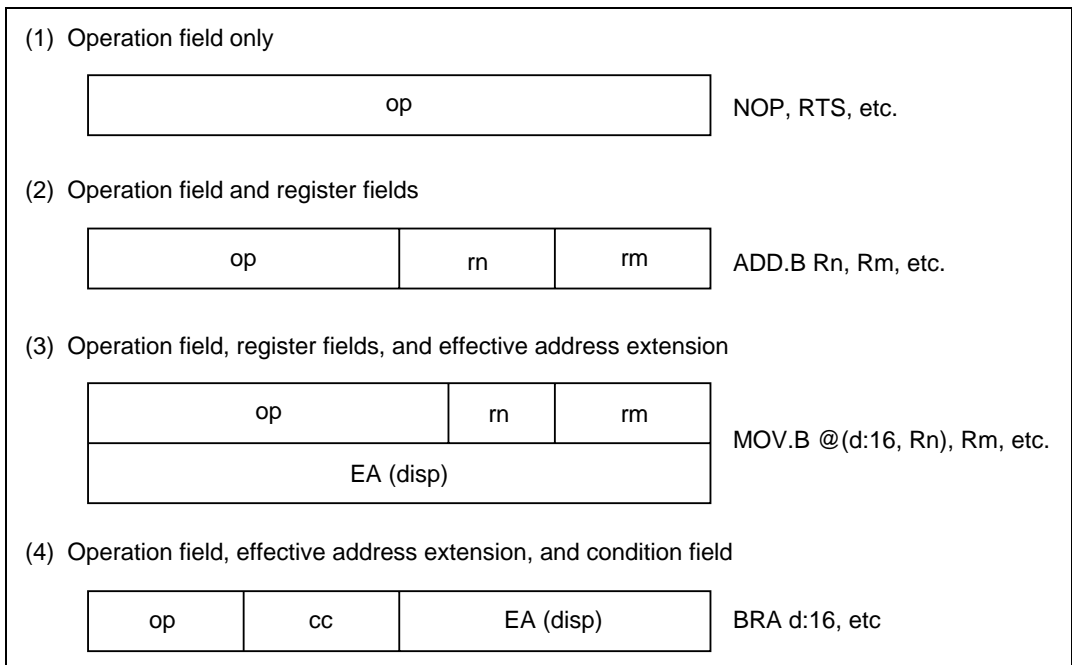 (1) Operation field only
op
NOP, RTS, etc.
(2) Operation field and register fields
op rn rm
ADD.B Rn, Rm, etc.
(3) Operation field, register fields, and effective address extension
op rn rm
EA (disp)
MOV.B @(d:16, Rn), Rm, etc.
(4) Operation field, effective address extension, and condition field
op cc EA (disp)
BRA d:16, etc